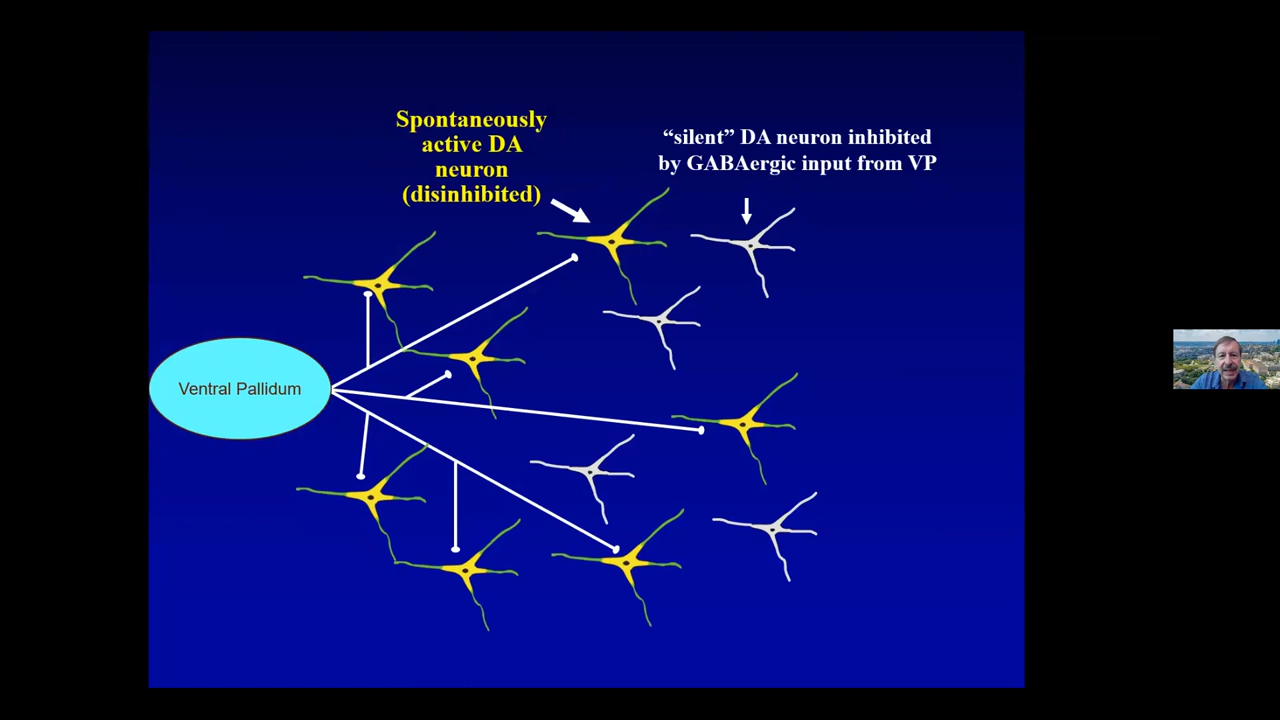 Spontaneously
active DA
neuron
(disinhibited)
“silent” DA neuron inhibited
by GABAergic input from VP
Ventral Pallidum